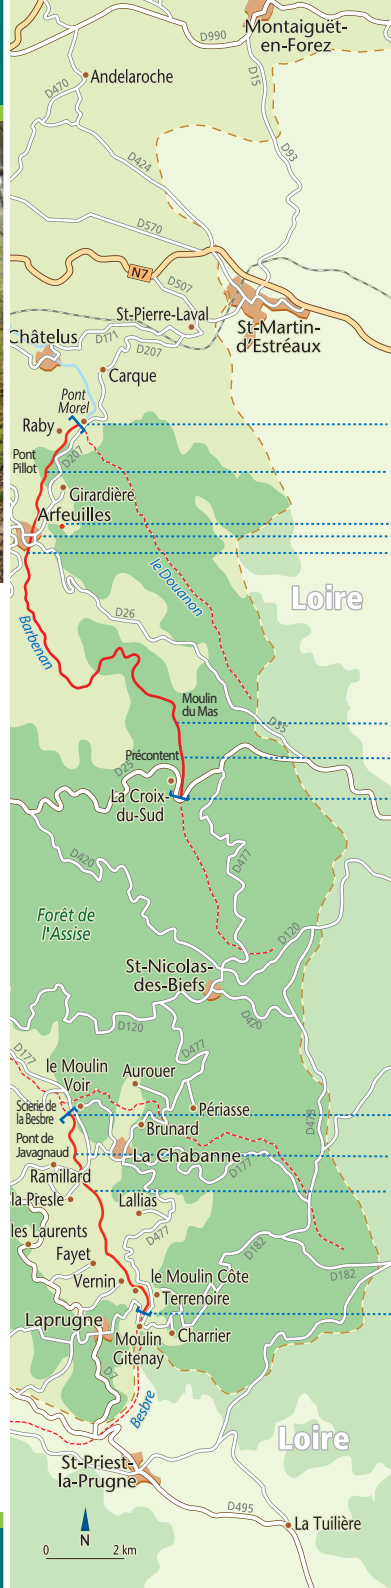 Montaiguët-
en-Forez
D990
D15
Andelaroche
D470
D93
D424
D570
N7
D507
St-Pierre-Laval
St-Martin-
d'Estréaux
D171
D207
Châtelus
Carque
Pont
Morel
Raby
D207
Pont
Pillot
Girardière
Arfeuilles
le Douanon
Loire
D26
Barbenan
Moulin
du Mas
D35
Précontent
D25
La Croix-
du-Sud
D477
D420
Forêt de
l'Assise
D120
St-Nicolas-
des-Biefs
D420
D120
D477
D177
D478
le Moulin
Voir
Aurouer
Scierie de
la Besbre
Périasse
Brunard
Pont de
Javagnaud
La Chabanne
D177
Ramillard
la Presle
Lallias
D477
les Laurents
D182
Fayet
D182
Vernin
le Moulin Côte
Terrenoire
Laprugne
Moulin
Gitenay
Charrier
D7
Besbre
Loire
St-Priest-
la-Prugne
D495
La Tuilière
N
0 2 km